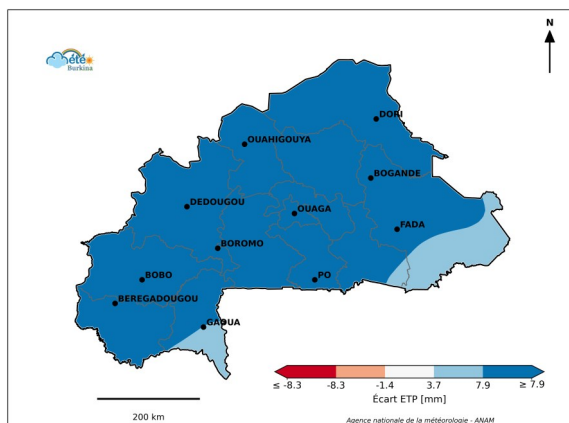 N
Météo
Burkina
DORI
OUAHIGOUYA
BOGANDE
DEDOUGOU
OUAGA
FADA
BOROMO
BOBO
PO
BEREGADOUGOU
GAOUA
≤ -8.3 -8.3 -1.4 3.7 7.9 ≥ 7.9
Écart ETP [mm]
200 km
Agence nationale de la météorologie - ANAM